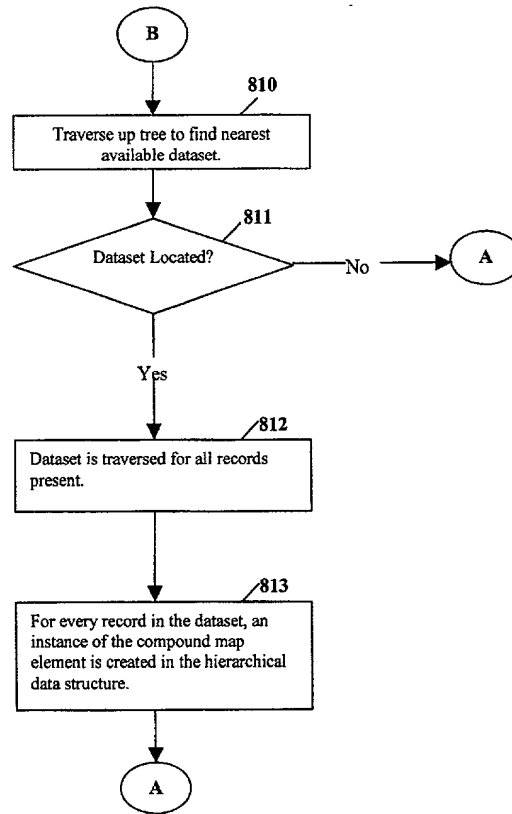 B
810
Traverse up tree to find nearest
available dataset.
811
Dataset Located?
No
A
Yes
812
Dataset is traversed for all records
present.
813
For every record in the dataset, an
instance of the compound map
element is created in the hierarchical
data structure.
A